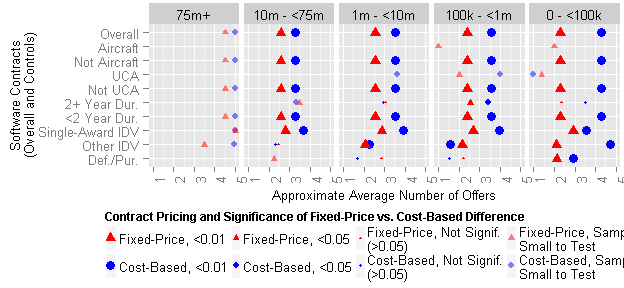 75m+ 10m - <75m 1m - <10m 100k - <1m 0 - <100k
Software Contracts
(Overall and Controls)
Overall
Aircraft
Not Aircraft
UCA
Not UCA
2+ Year Dur.
<2 Year Dur.
Single-Award IDV
Other IDV
Def./Pur.
1 2 3 4 5 1 2 3 4 5 1 2 3 4 5 1 2 3 4 5 1 2 3 4 5
Approximate Average Number of Offers
Contract Pricing and Significance of Fixed-Price vs. Cost-Based Difference
Fixed-Price, <0.01 Fixed-Price, <0.05 Fixed-Price, Not Signif. (>0.05) Fixed-Price, Samp Small to Test
Cost-Based, <0.01 Cost-Based, <0.05 Cost-Based, Not Signif. (>0.05) Cost-Based, Samp Small to Test